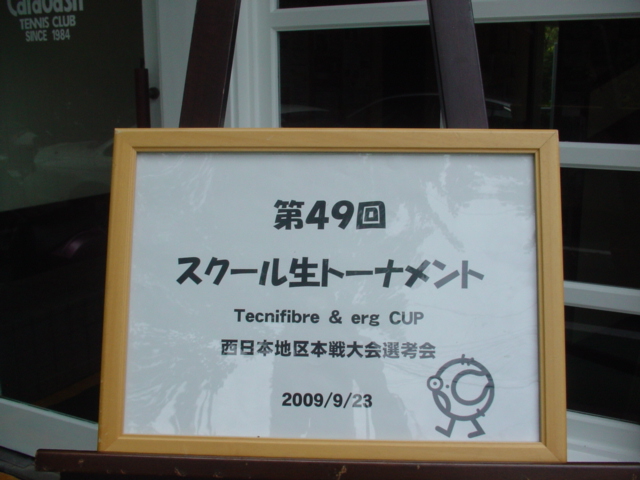 Calaldash
TENNIS CLUB
SINCE 1984
第49回
スクール生トーナメント
Tecnifibre & erg CUP
西日本地区本戦大会選考会
2009/9/23